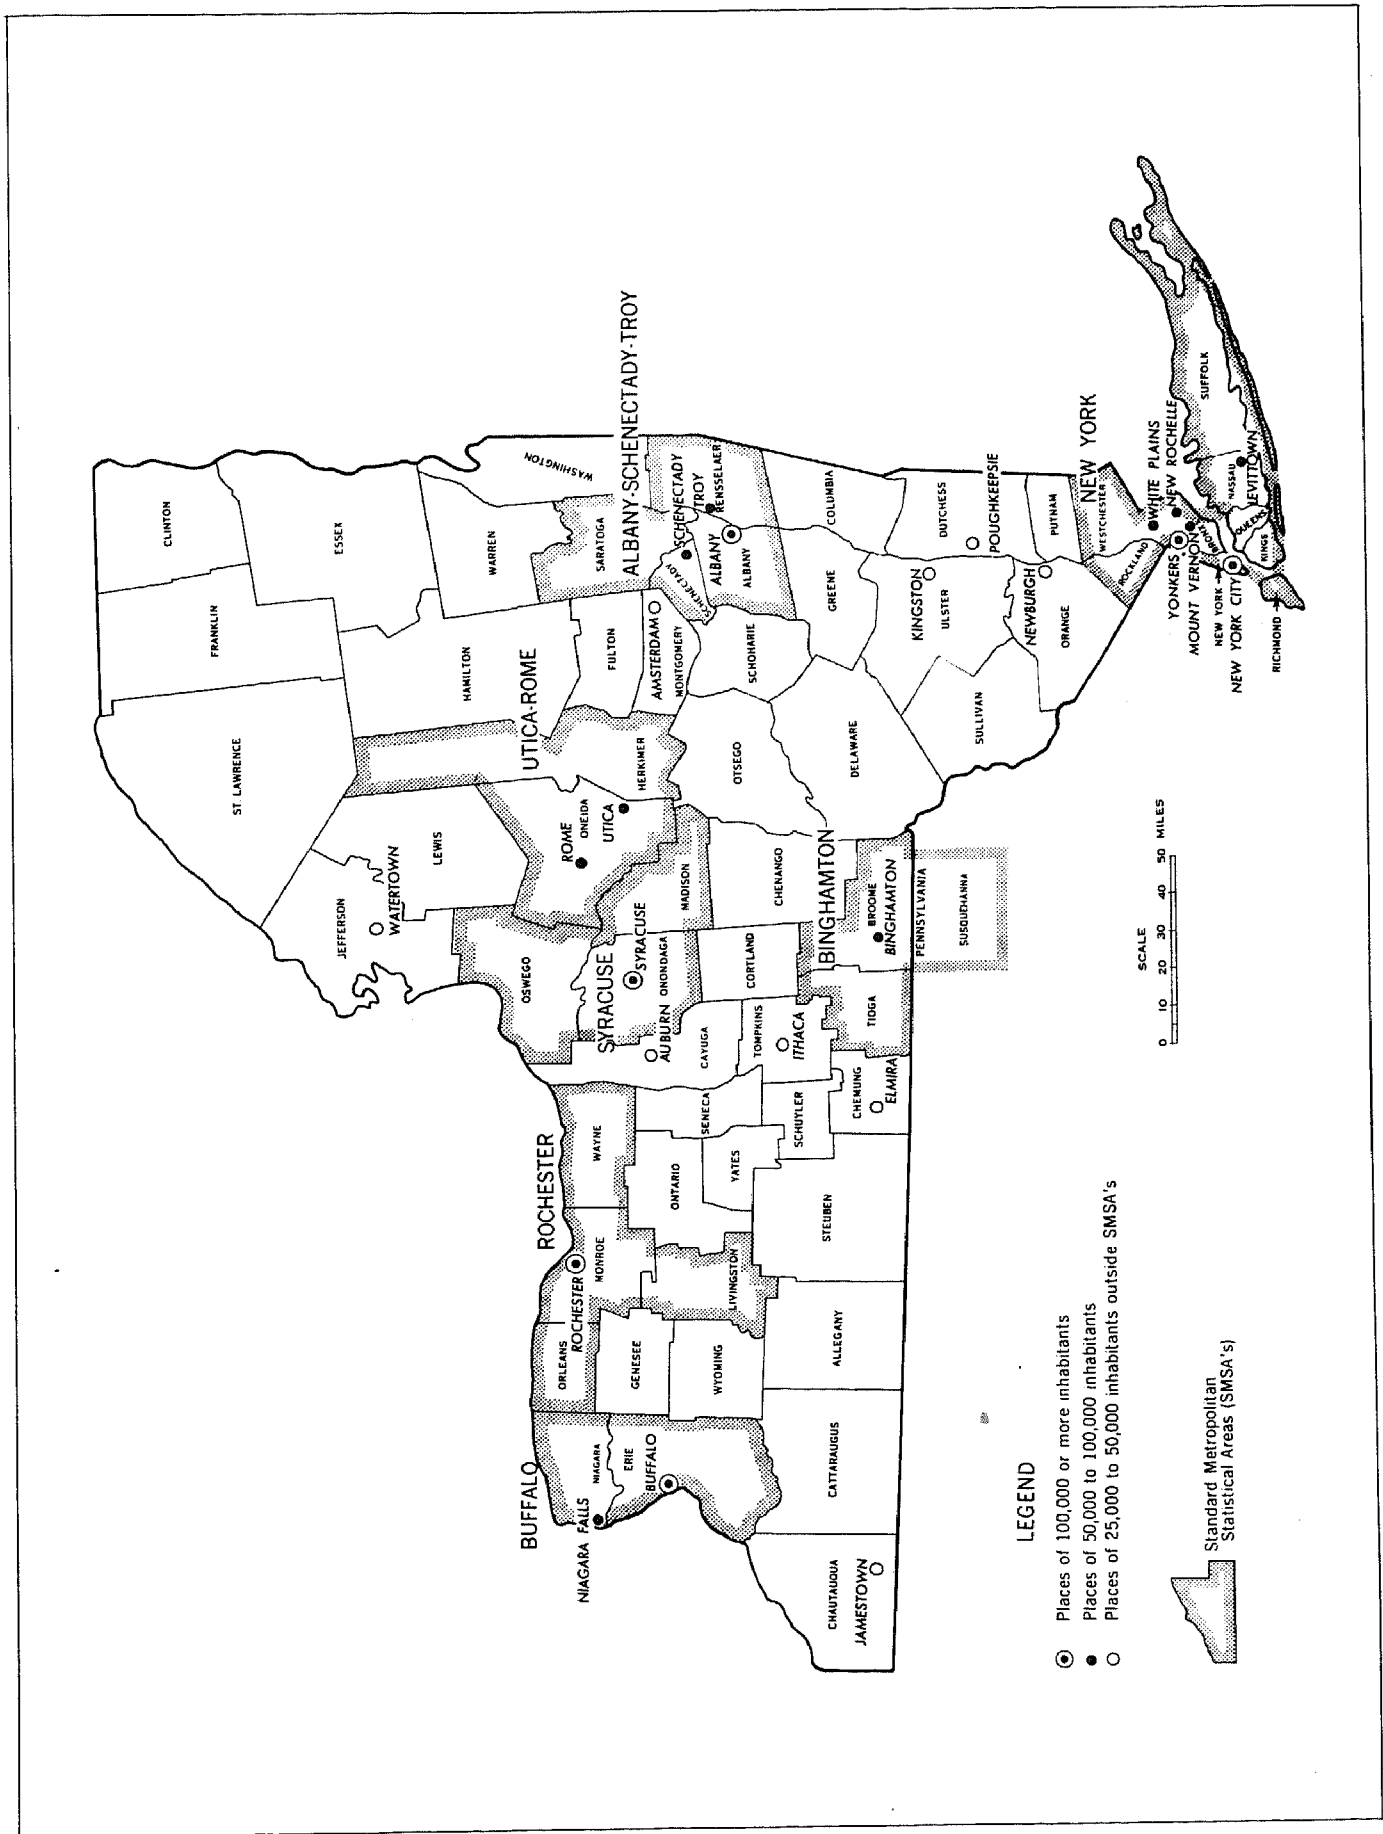 CLINTON
FRANKLIN
ST. LAWRENCE
ESSEX
JEFFERSON
WATERTOWN
LEWIS
HAMILTON
WARREN
WASHINGTON
UTICA-ROME
HERKIMER
ROME
ONEIDA
UTICA
OSWEGO
FULTON
SARATOGA
ALBANY-SCHENECTADY-TROY
AMSTERDAM
MONTGOMERY
SCHENECTADY
SCHENECTADY
TROY
RENSSELAER
ALBANY
ALBANY
BUFFALO
NIAGARA FALLS
NIAGARA
ERIE
BUFFALO
ORLEANS
ROCHESTER
ROCHESTER
MONROE
WAYNE
GENESEE
WYOMING
LIVINGSTON
ONTARIO
YATES
SENECA
SYRACUSE
SYRACUSE
ONONDAGA
AUBURN
CAYUGA
MADISON
CORTLAND
CHENANGO
OTSEGO
SCHOHARIE
GREENE
COLUMBIA
TOMPKINS
ITHACA
SCHUYLER
CHEMUNG
ELMIRA
STEUBEN
ALLEGANY
CATTARAUGUS
CHAUTAUQUA
JAMESTOWN
TIOGA
BINGHAMTON
BROOME
BINGHAMTON
PENNSYLVANIA
SUSQUEHANNA
DELAWARE
KINGSTON
ULSTER
DUTCHESS
POUGHKEEPSIE
SULLIVAN
NEWBURGH
ORANGE
PUTNAM
NEW YORK
WESTCHESTER
ROCKLAND
WHITE PLAINS
NEW ROCHELLE
YONKERS
MOUNT VERNON
BRONX
NEW YORK
NEW YORK CITY
QUEENS
KINGS
RICHMOND
NASSAU
LEVITTOWN
SUFFOLK
LEGEND
Places of 100,000 or more inhabitants
Places of 50,000 to 100,000 inhabitants
Places of 25,000 to 50,000 inhabitants outside SMSA's
Standard Metropolitan
Statistical Areas (SMSA's)
SCALE
0 10 20 30 40 50 MILES